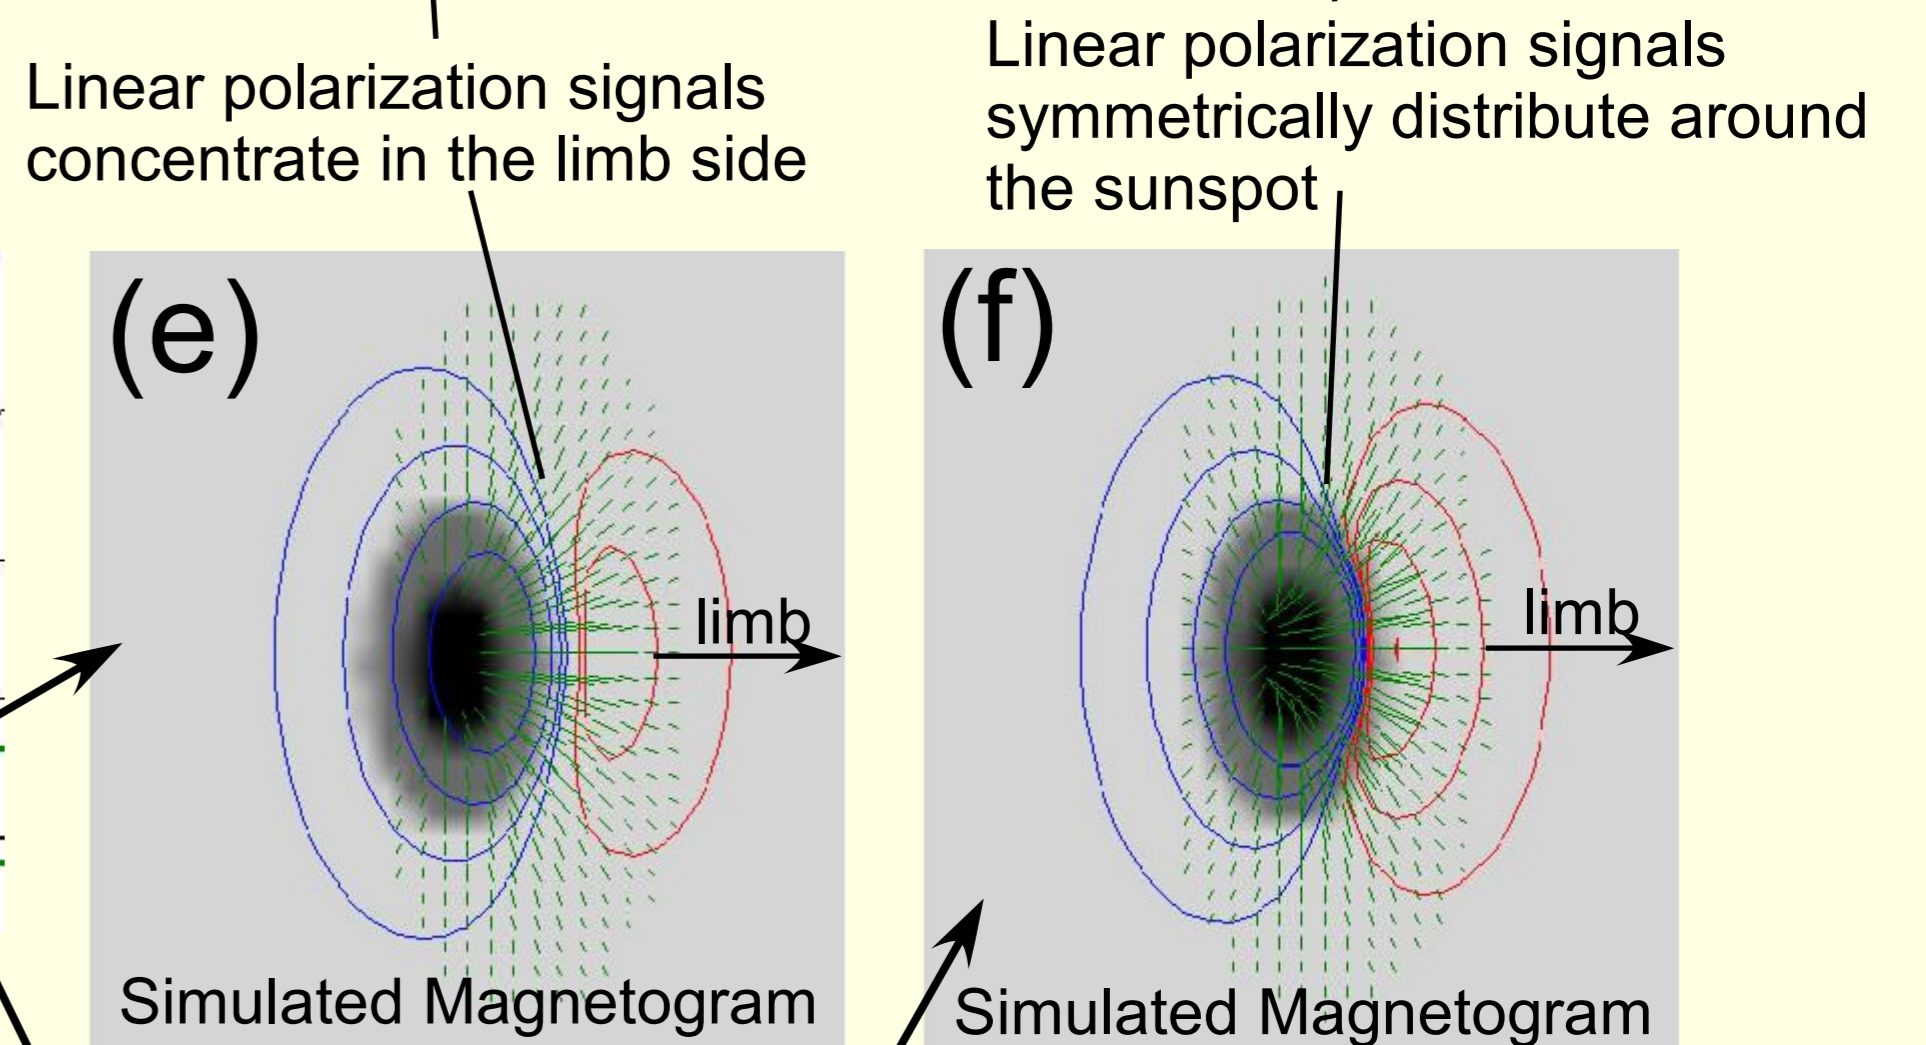 Linear polarization signals
concentrate in the limb side
Linear polarization signals
symmetrically distribute around
the sunspot
(e)
limb
Simulated Magnetogram
(f)
limb
Simulated Magnetogram